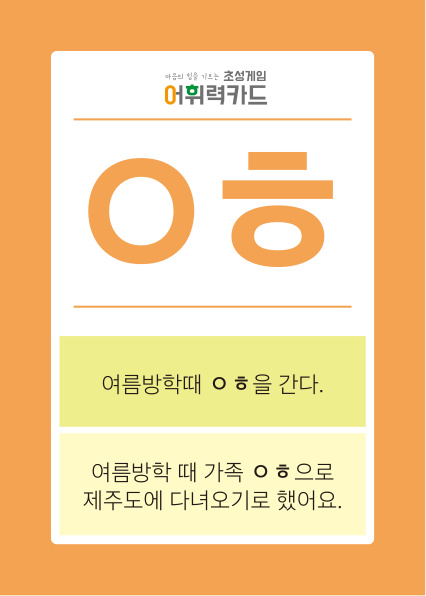 마음의 힘을 기르는 초성게임
어휘력카드
ㅇㅎ
여름방학때 ㅇㅎ을 간다.
여름방학 때 가족 ㅇㅎ으로
제주도에 다녀오기로 했어요.